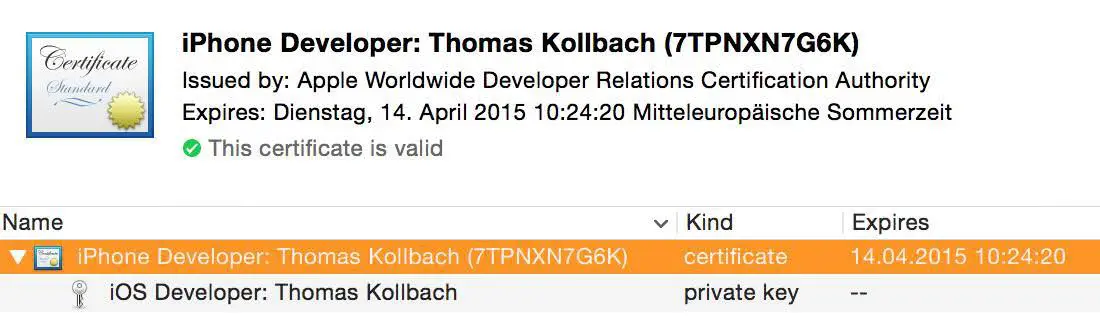 Certificate
Standard
iPhone Developer: Thomas Kollbach (7TPNXN7G6K)
Issued by: Apple Worldwide Developer Relations Certification Authority
Expires: Dienstag, 14. April 2015 10:24:20 Mitteleuropäische Sommerzeit
This certificate is valid
Name Kind Expires
iPhone Developer: Thomas Kollbach (7TPNXN7G6K) certificate 14.04.2015 10:24:20
iOS Developer: Thomas Kollbach private key --